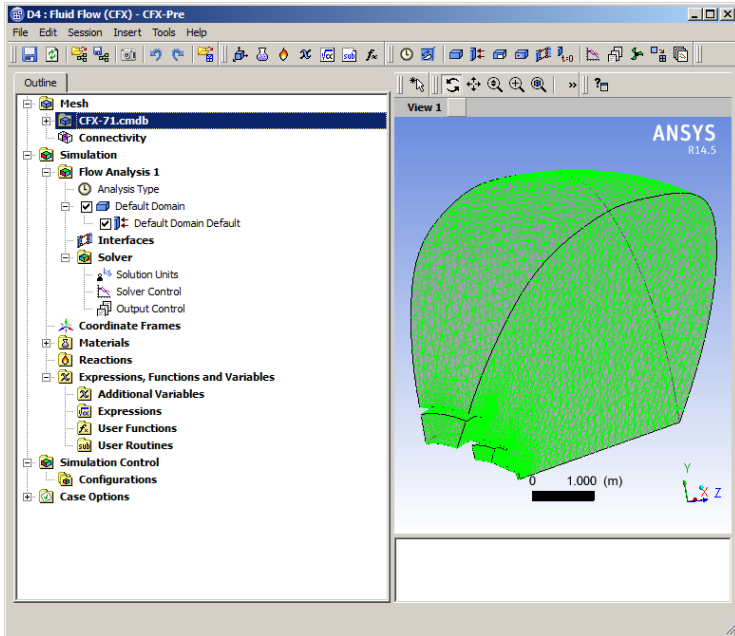 D4 : Fluid Flow (CFX) - CFX-Pre
File Edit Session Insert Tools Help
Outline
Mesh
CFX-71.cmdb
Connectivity
Simulation
Flow Analysis 1
Analysis Type
Default Domain
Default Domain Default
Interfaces
Solver
Solution Units
Solver Control
Output Control
Coordinate Frames
Materials
Reactions
Expressions, Functions and Variables
Additional Variables
Expressions
User Functions
User Routines
Simulation Control
Configurations
Case Options
View 1
ANSYS
R14.5
0 1.000 (m)
Y
X Z